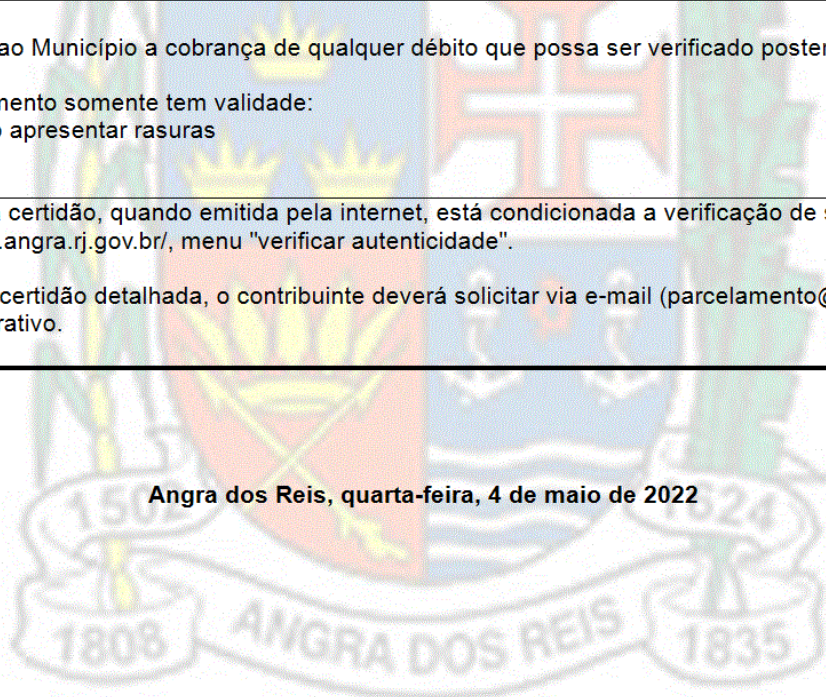 ao Município a cobrança de qualquer débito que possa ser verificado poster
mento somente tem validade:
o apresentar rasuras
certidão, quando emitida pela internet, está condicionada a verificação de s
.angra.rj.gov.br/, menu "verificar autenticidade".
certidão detalhada, o contribuinte deverá solicitar via e-mail (parcelamento@
rativo.
Angra dos Reis, quarta-feira, 4 de maio de 2022
1502 1624
1808 ANGRA DOS REIS 1835